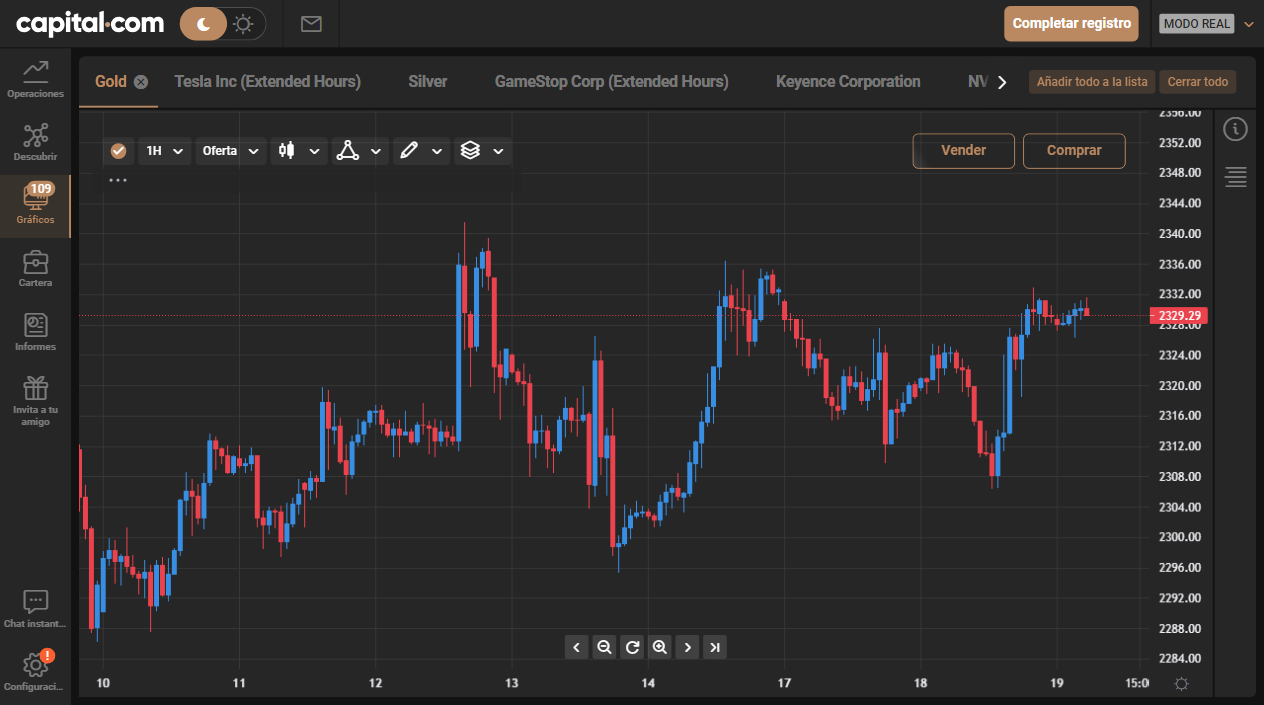 capital.com
Completar registro
MODO REAL
Operaciones
Descubrir
109
Gráficos
Cartera
Informes
Invita a tu
amigo
Chat instant...
!
Configuraci...
Gold
Tesla Inc (Extended Hours)
Silver
GameStop Corp (Extended Hours)
Keyence Corporation
NV
Añadir todo a la lista
Cerrar todo
1H
Oferta
Vender
Comprar
2356.00
2352.00
2348.00
2344.00
2340.00
2336.00
2332.00
2329.29
2328.00
2324.00
2320.00
2316.00
2312.00
2308.00
2304.00
2300.00
2296.00
2292.00
2288.00
2284.00
10
11
12
13
14
17
18
19
15:0